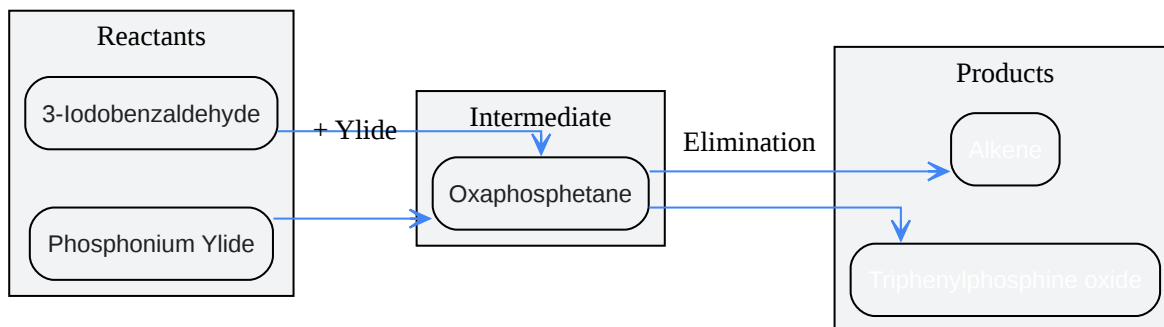 Reactants
3-Iodobenzaldehyde
Phosphonium Ylide
+ Ylide
Intermediate
Oxaphosphetane
Elimination
Products
Alkene
Triphenylphosphine oxide